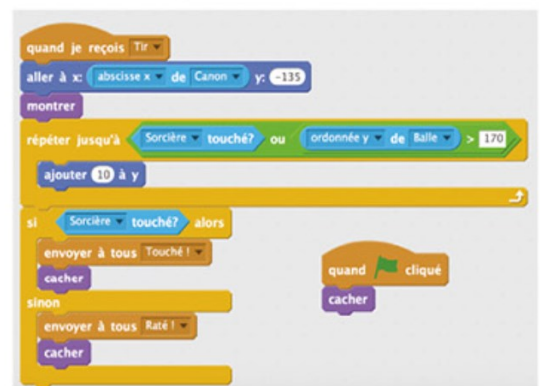 quand je reçois Tir
aller à x: abscisse x de Canon y: -135
montrer
répéter jusqu'à Sorcière touché? ou ordonnée y de Balle > 170
ajouter 10 à y
si Sorcière touché? alors
envoyer à tous Touché !
cacher
sinon
envoyer à tous Raté !
cacher
quand cliqué
cacher